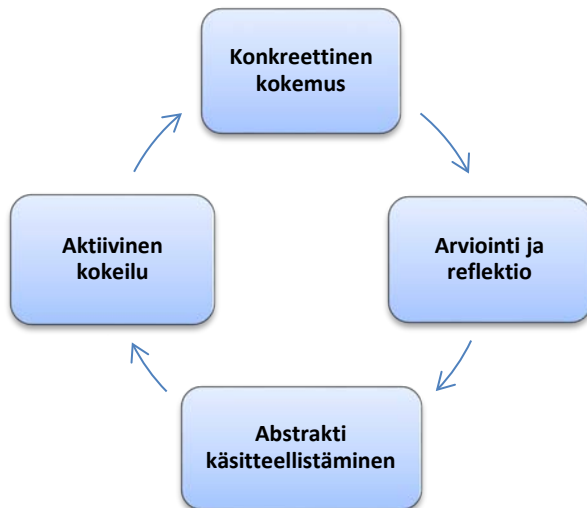 Konkreettinen
kokemus
Aktiivinen
kokeilu
Arviointi ja
reflektio
Abstrakti
käsitteellistäminen